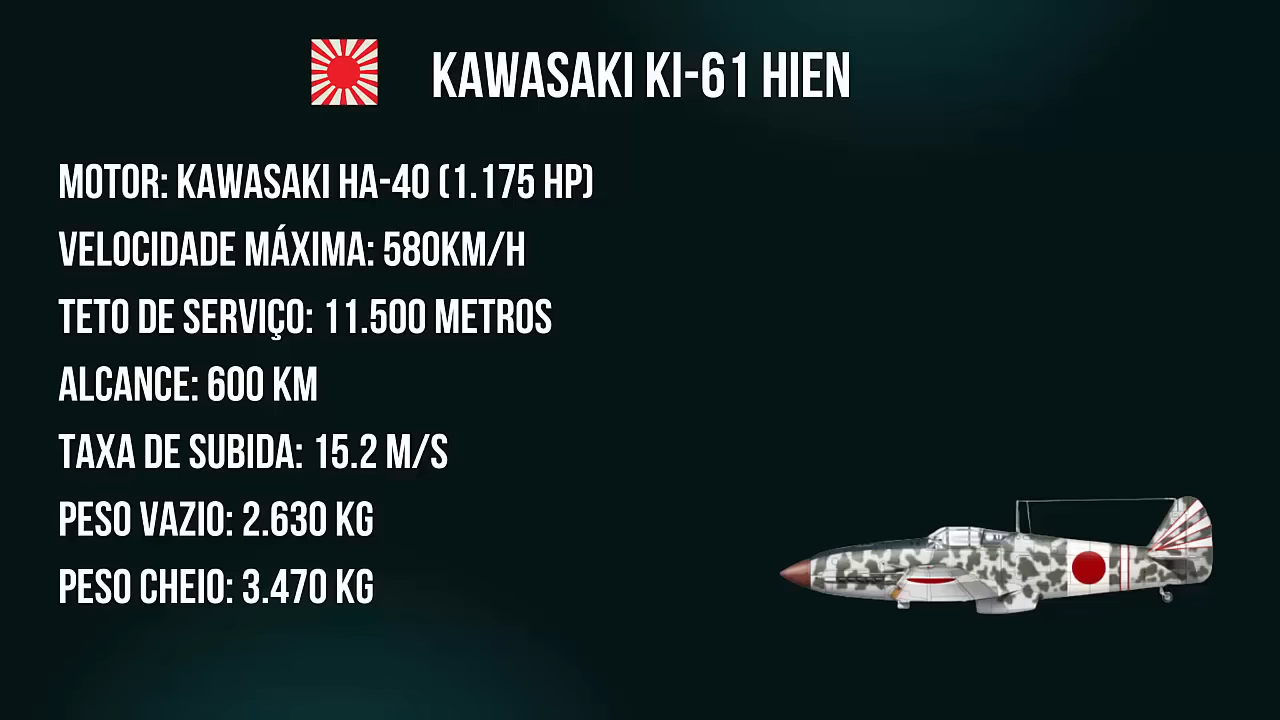 KAWASAKI KI-61 HIEN
MOTOR: KAWASAKI HA-40 (1.175 HP)
VELOCIDADE MÁXIMA: 580KM/H
TETO DE SERVIÇO: 11.500 METROS
ALCANCE: 600 KM
TAXA DE SUBIDA: 15.2 M/S
PESO VAZIO: 2.630 KG
PESO CHEIO: 3.470 KG